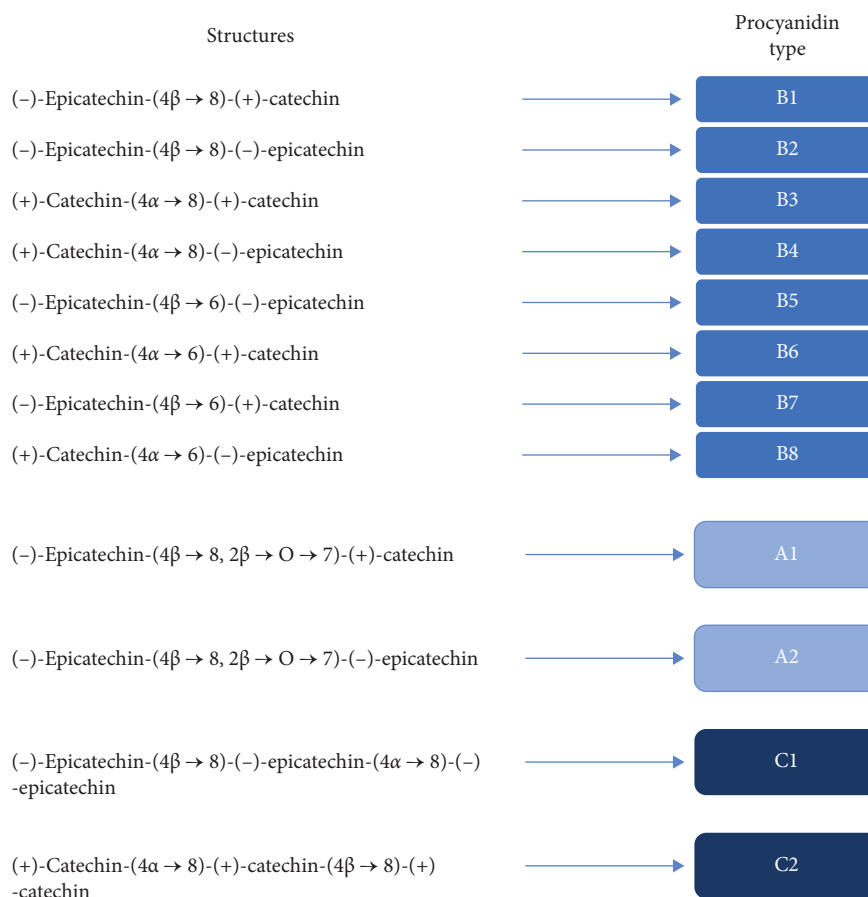 Structures
Procyanidin
type
(–)-Epicatechin-(4β → 8)-(+)-catechin
B1
(–)-Epicatechin-(4β → 8)-(–)-epicatechin
B2
(+)-Catechin-(4α → 8)-(+)-catechin
B3
(+)-Catechin-(4α → 8)-(–)-epicatechin
B4
(–)-Epicatechin-(4β → 6)-(–)-epicatechin
B5
(+)-Catechin-(4α → 6)-(+)-catechin
B6
(–)-Epicatechin-(4β → 6)-(+)-catechin
B7
(+)-Catechin-(4α → 6)-(–)-epicatechin
B8
(–)-Epicatechin-(4β → 8, 2β → O → 7)-(+)-catechin
A1
(–)-Epicatechin-(4β → 8, 2β → O → 7)-(–)-epicatechin
A2
(–)-Epicatechin-(4β → 8)-(–)-epicatechin-(4α → 8)-(–)
-epicatechin
C1
(+)-Catechin-(4α → 8)-(+)-catechin-(4β → 8)-(+)
-catechin
C2